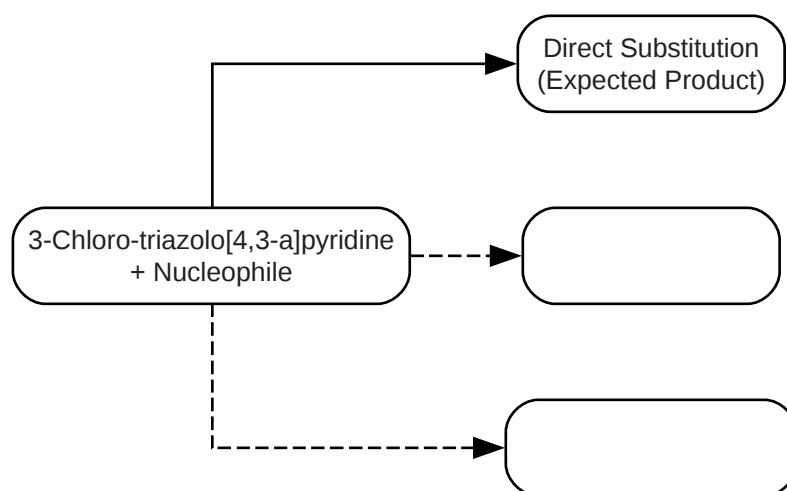 Direct Substitution
(Expected Product)
3-Chloro-triazolo[4,3-a]pyridine
+ Nucleophile